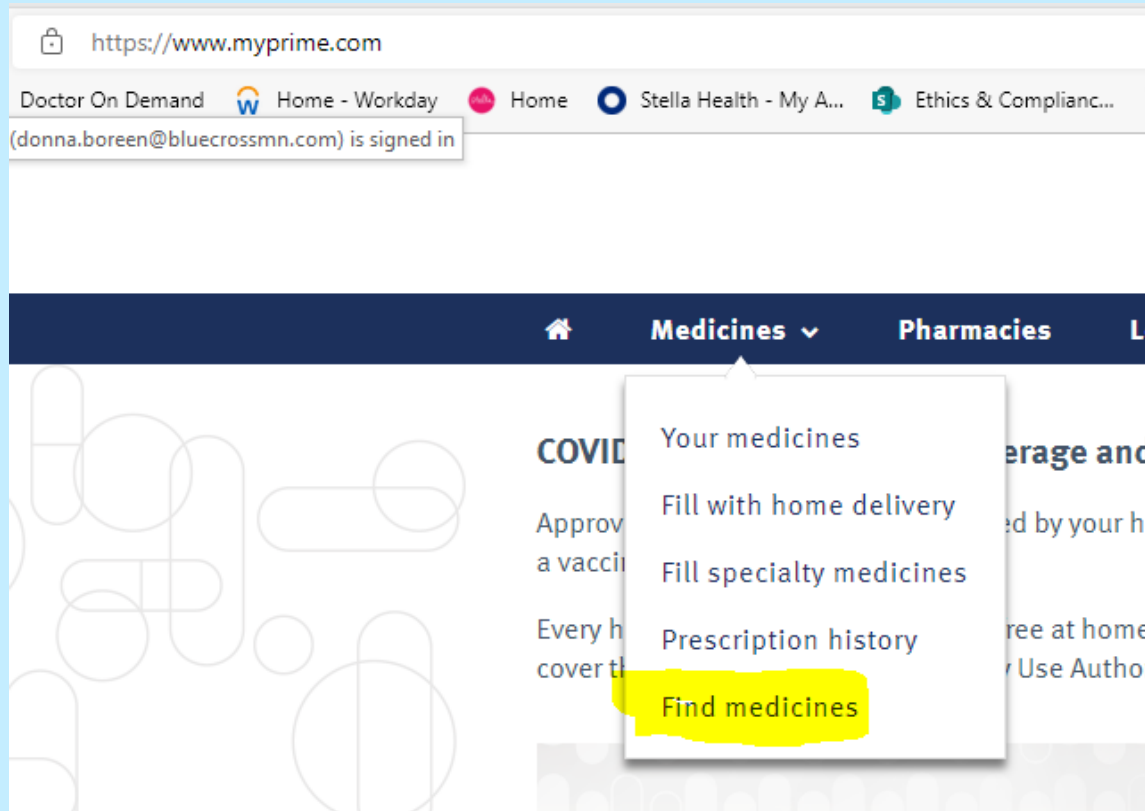 https://www.myprime.com
Doctor On Demand Home - Workday Home Stella Health - My A... Ethics & Complianc...
(donna.boreen@bluecrossmn.com) is signed in
Medicines Pharmacies L
Your medicines
COVID erage and
Fill with home delivery
Approv ed by your h
a vaccin
Fill specialty medicines
Every h ree at home
Prescription history
cover th y Use Autho
Find medicines